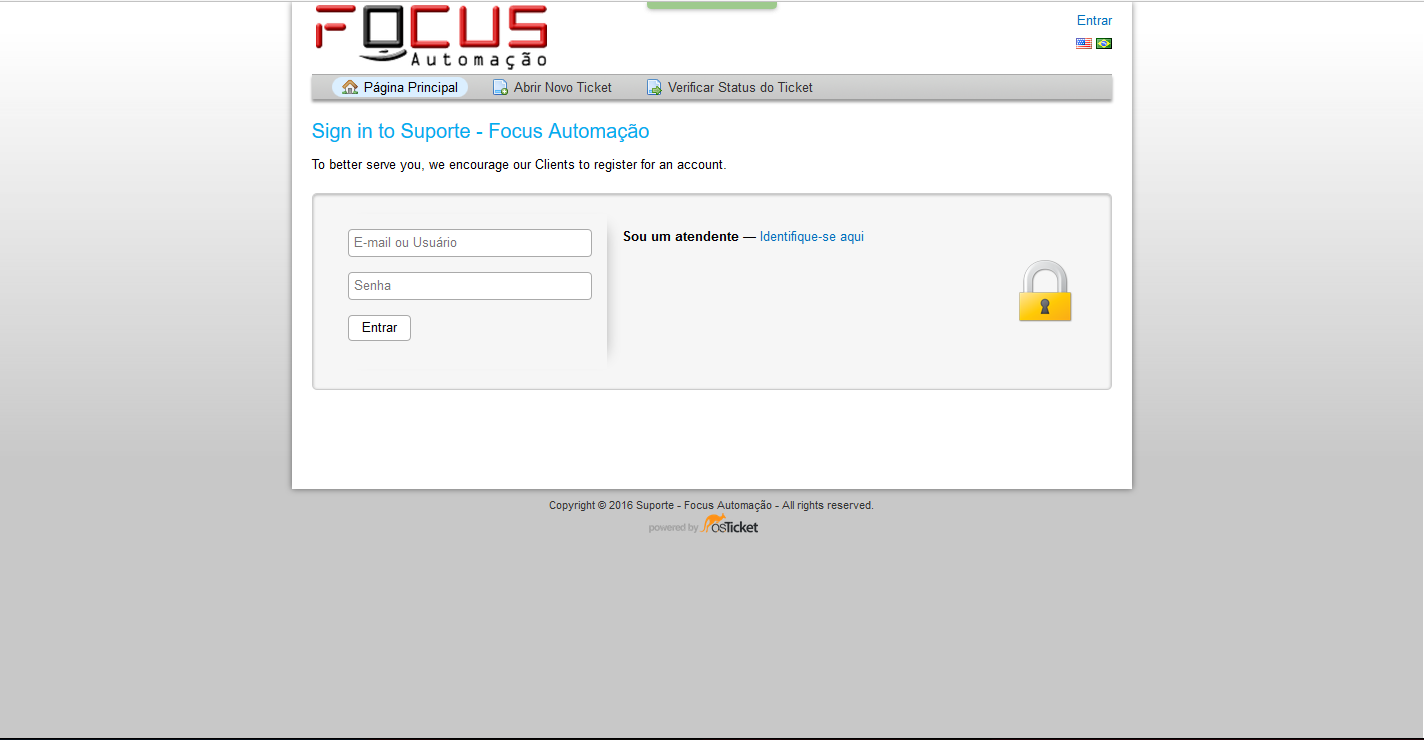 FOCUS
Automação
Entrar
Página Principal
Abrir Novo Ticket
Verificar Status do Ticket
Sign in to Suporte - Focus Automação
To better serve you, we encourage our Clients to register for an account.
E-mail ou Usuário
Senha
Entrar
Sou um atendente — Identifique-se aqui
Copyright © 2016 Suporte - Focus Automação - All rights reserved.
powered by osTicket